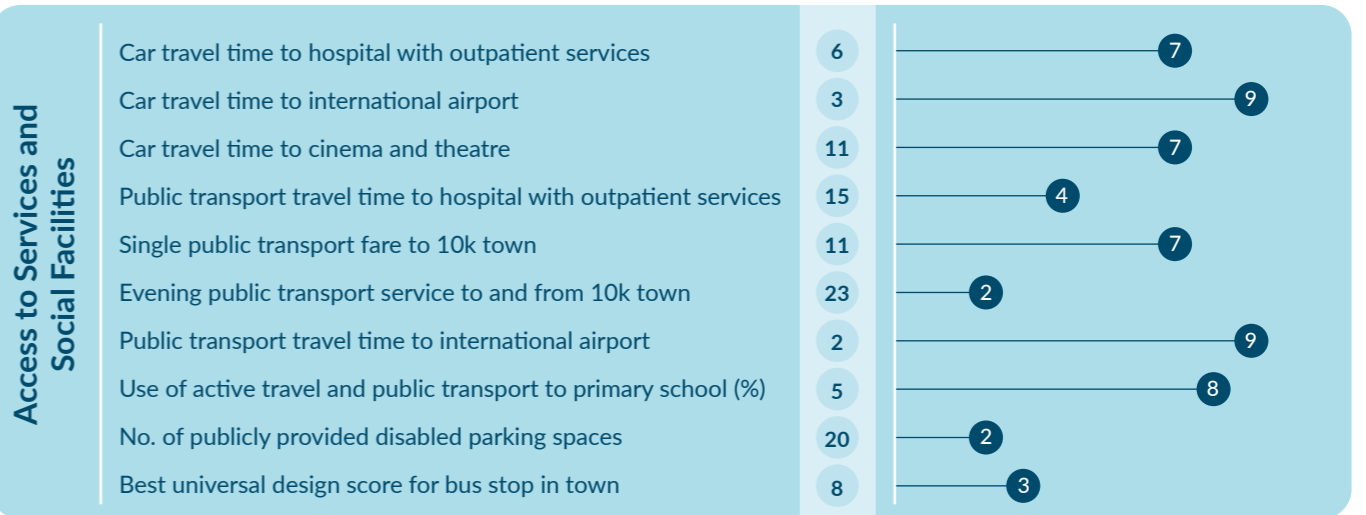 Access to Services and
Social Facilities
Car travel time to hospital with outpatient services 6 7
Car travel time to international airport 3 9
Car travel time to cinema and theatre 11 7
Public transport travel time to hospital with outpatient services 15 4
Single public transport fare to 10k town 11 7
Evening public transport service to and from 10k town 23 2
Public transport travel time to international airport 2 9
Use of active travel and public transport to primary school (%) 5 8
No. of publicly provided disabled parking spaces 20 2
Best universal design score for bus stop in town 8 3